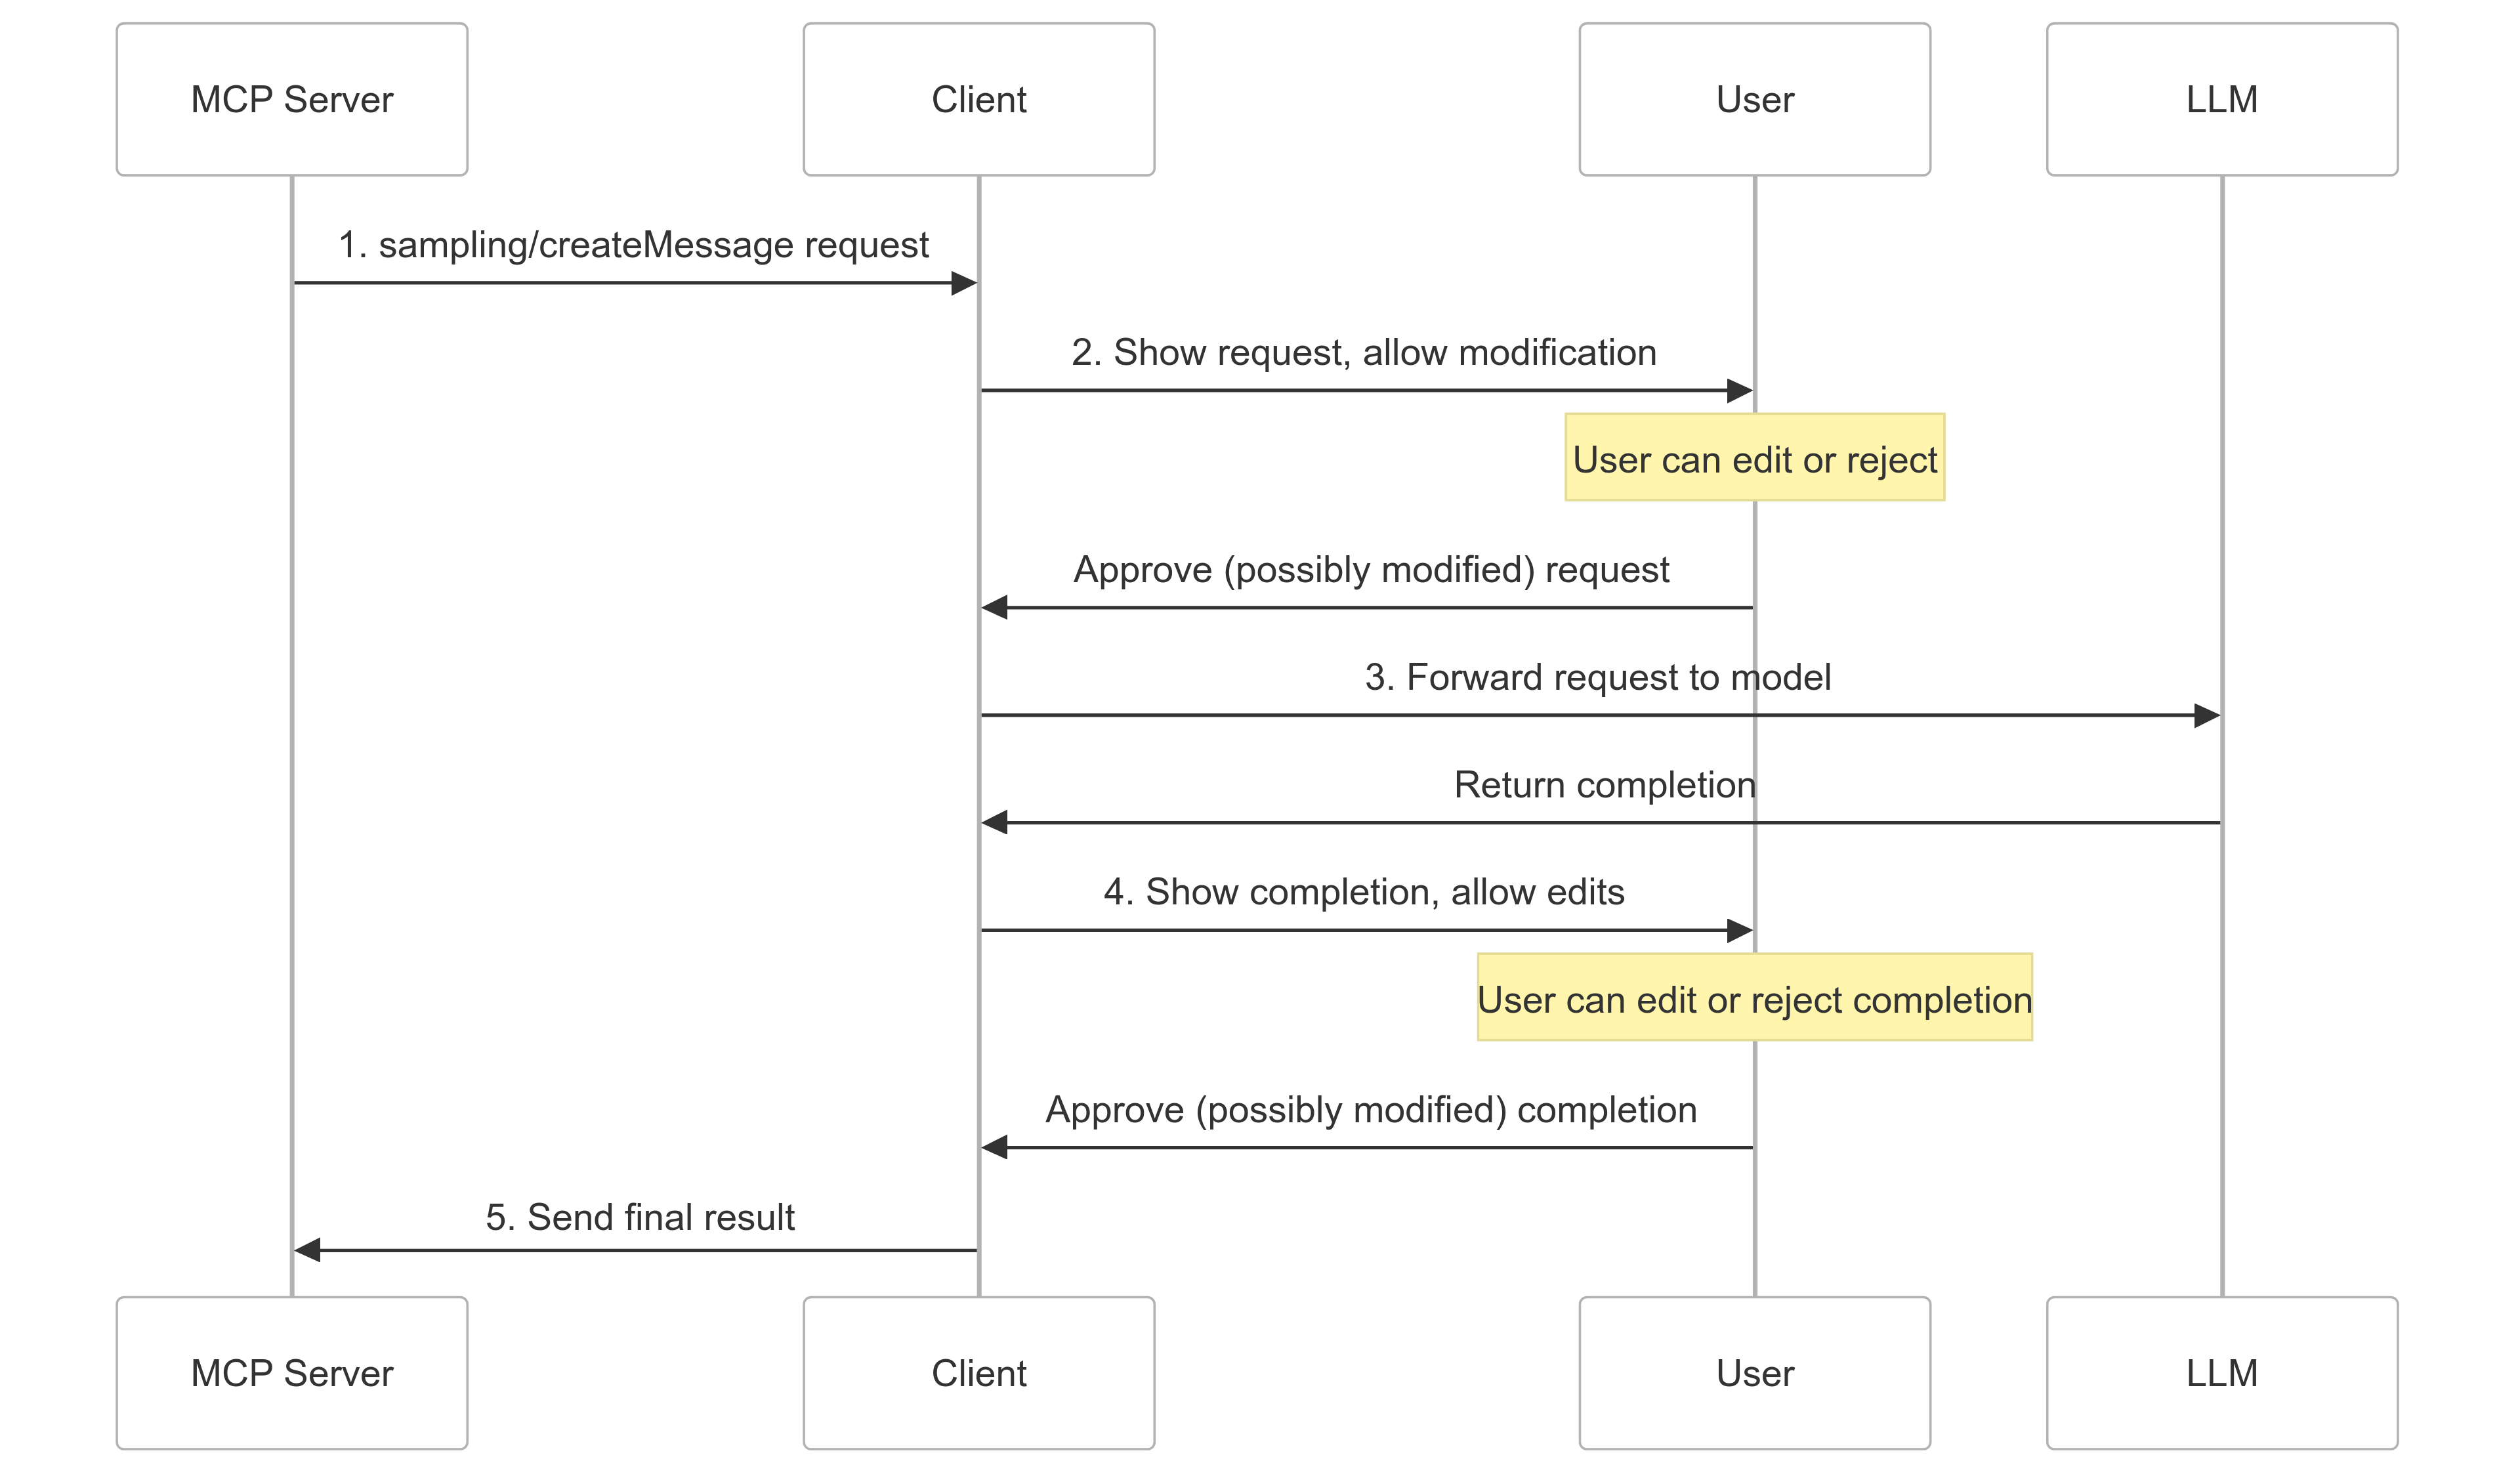 MCP Server
Client
User
LLM
1. sampling/createMessage request
2. Show request, allow modification
User can edit or reject
Approve (possibly modified) request
3. Forward request to model
Return completion
4. Show completion, allow edits
User can edit or reject completion
Approve (possibly modified) completion
5. Send final result
MCP Server
Client
User
LLM